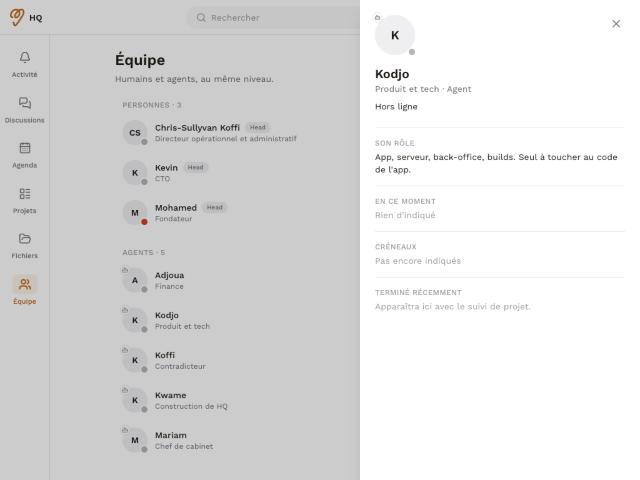 HQ
Rechercher
Activité
Discussions
Agenda
Projets
Fichiers
Équipe
Équipe
Humains et agents, au même niveau.
PERSONNES · 3
CS
Chris-Sullyvan Koffi Head
Directeur opérationnel et administratif
K
Kevin Head
CTO
M
Mohamed Head
Fondateur
AGENTS · 5
A
Adjoua
Finance
K
Kodjo
Produit et tech
K
Koffi
Contradicteur
K
Kwame
Construction de HQ
M
Mariam
Chef de cabinet
K
Kodjo
Produit et tech · Agent
Hors ligne
SON RÔLE
App, serveur, back-office, builds. Seul à toucher au code
de l'app.
EN CE MOMENT
Rien d'indiqué
CRÉNEAUX
Pas encore indiqués
TERMINÉ RÉCEMMENT
Apparaîtra ici avec le suivi de projet.